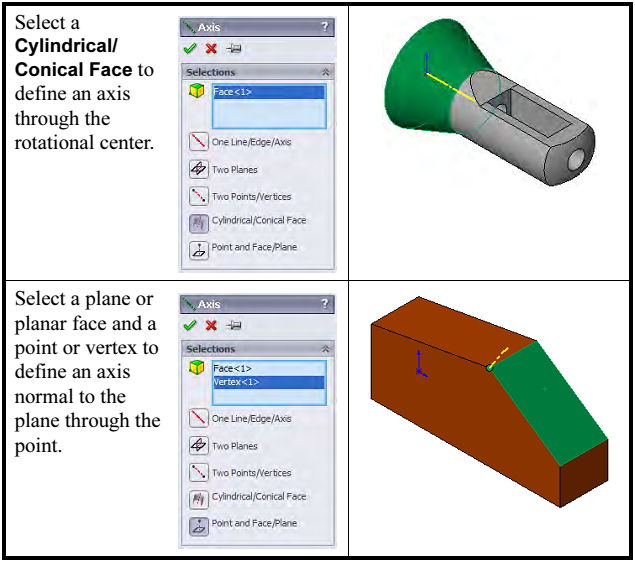 Select a
Cylindrical/
Conical Face to
define an axis
through the
rotational center.
Axis
?
Selections
Face<1>
One Line/Edge/Axis
Two Planes
Two Points/Vertices
Cylindrical/Conical Face
Point and Face/Plane
Select a plane or
planar face and a
point or vertex to
define an axis
normal to the
plane through the
point.
Axis
?
Selections
Face<1>
Vertex<1>
One Line/Edge/Axis
Two Planes
Two Points/Vertices
Cylindrical/Conical Face
Point and Face/Plane